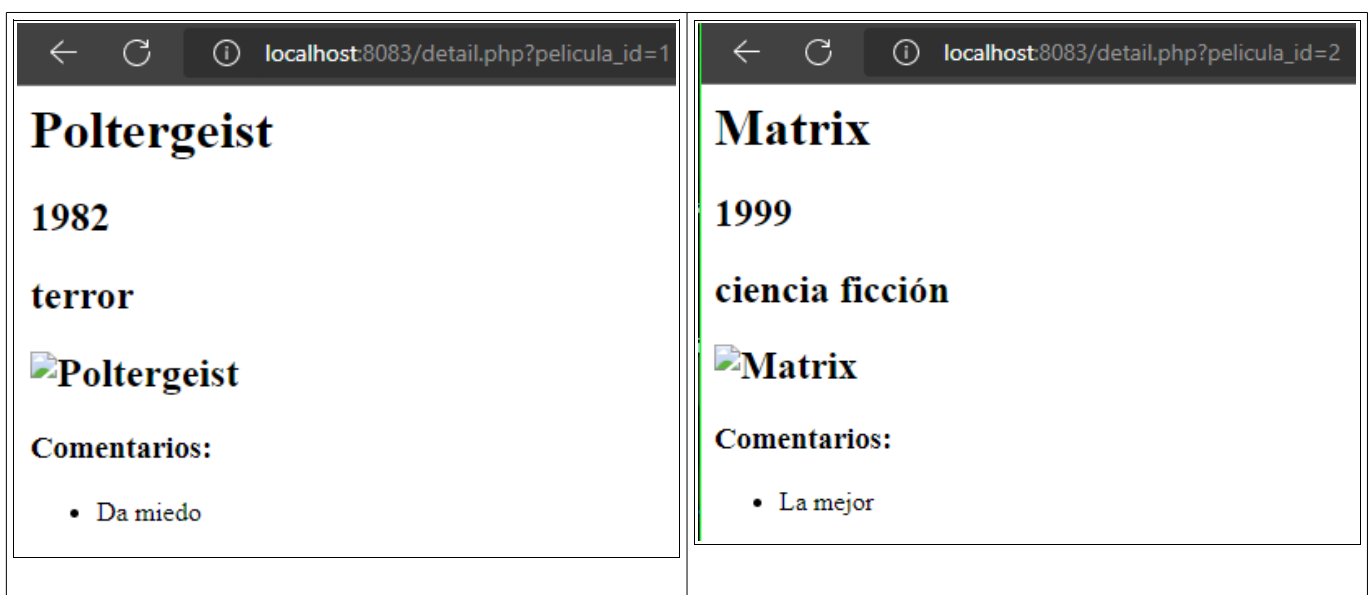 localhost:8083/detail.php?pelicula_id=1
Poltergeist
1982
terror
Poltergeist
Comentarios:
Da miedo
localhost:8083/detail.php?pelicula_id=2
Matrix
1999
ciencia ficción
Matrix
Comentarios:
La mejor